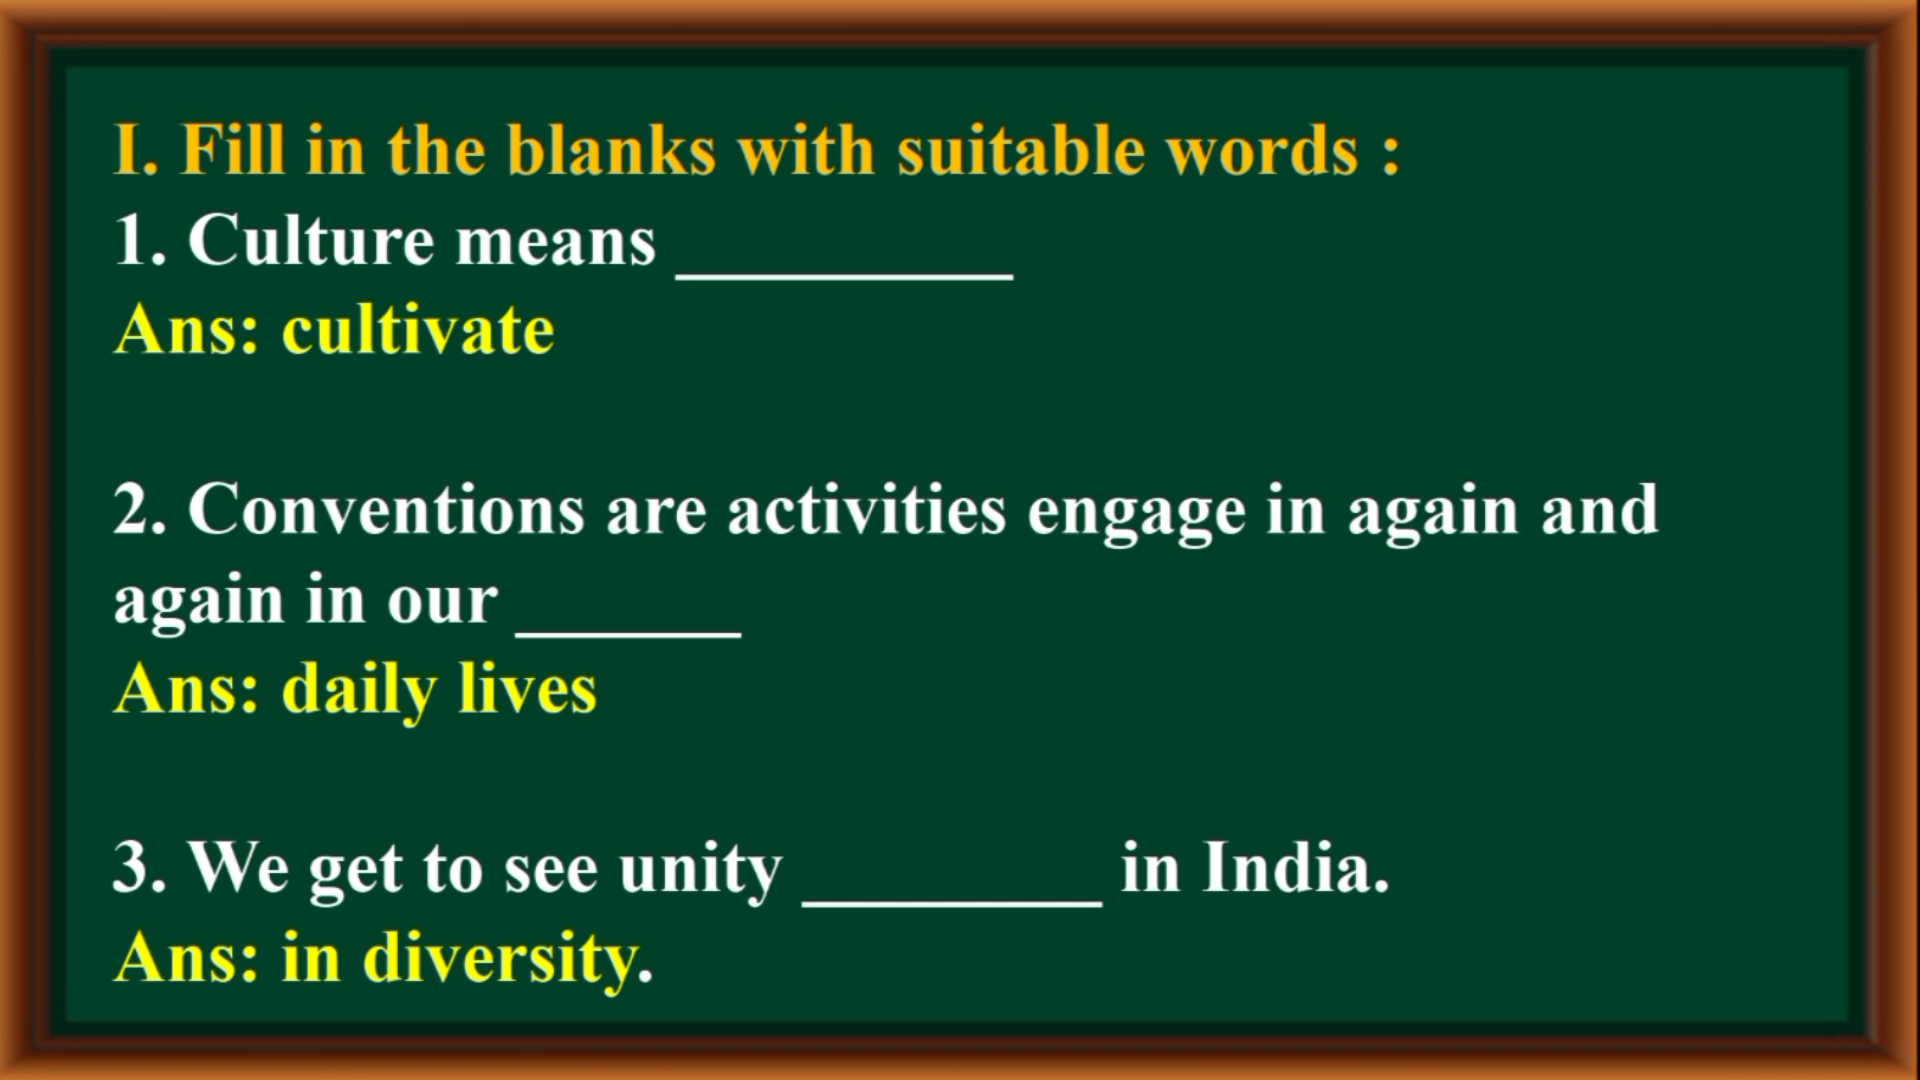 I. Fill in the blanks with suitable words :
1. Culture means _________
Ans: cultivate
2. Conventions are activities engage in again and
again in our ______
Ans: daily lives
3. We get to see unity ________ in India.
Ans: in diversity.